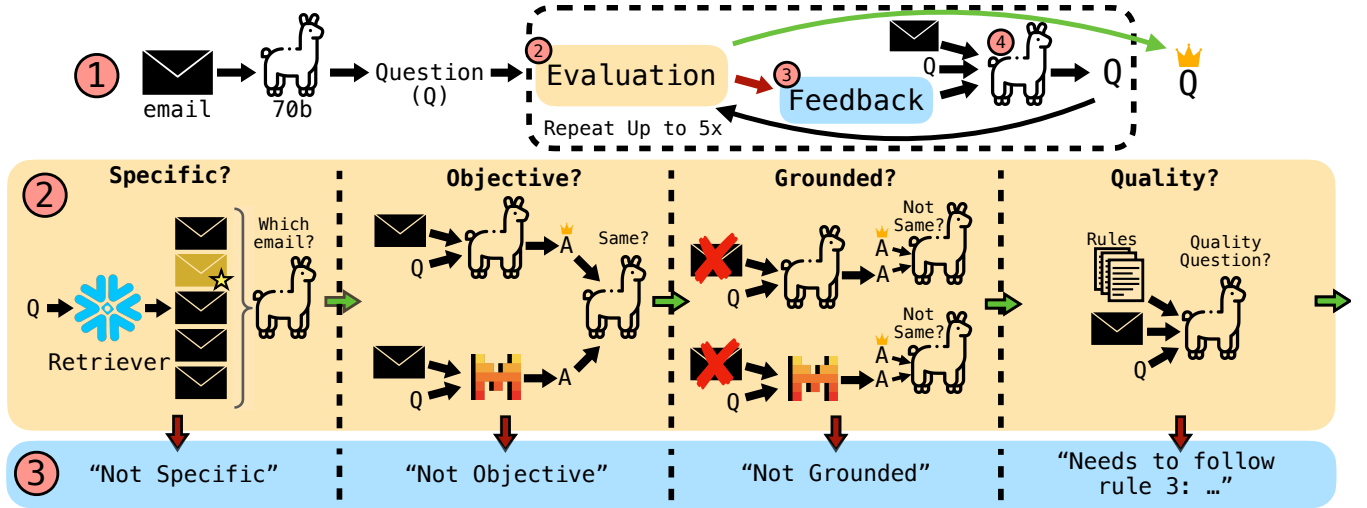 1
email
70b
Question
(Q)
2
Evaluation
Repeat Up to 5x
3
Feedback
Q
4
Q
Q
2
Specific?
Q
Retriever
Which
email?
Objective?
Q
A
Same?
Q
A
Grounded?
Q
A
A
Not
Same?
Q
A
A
Not
Same?
Quality?
Rules
Q
Quality
Question?
3
“Not Specific”
“Not Objective”
“Not Grounded”
“Needs to follow
rule 3: …”